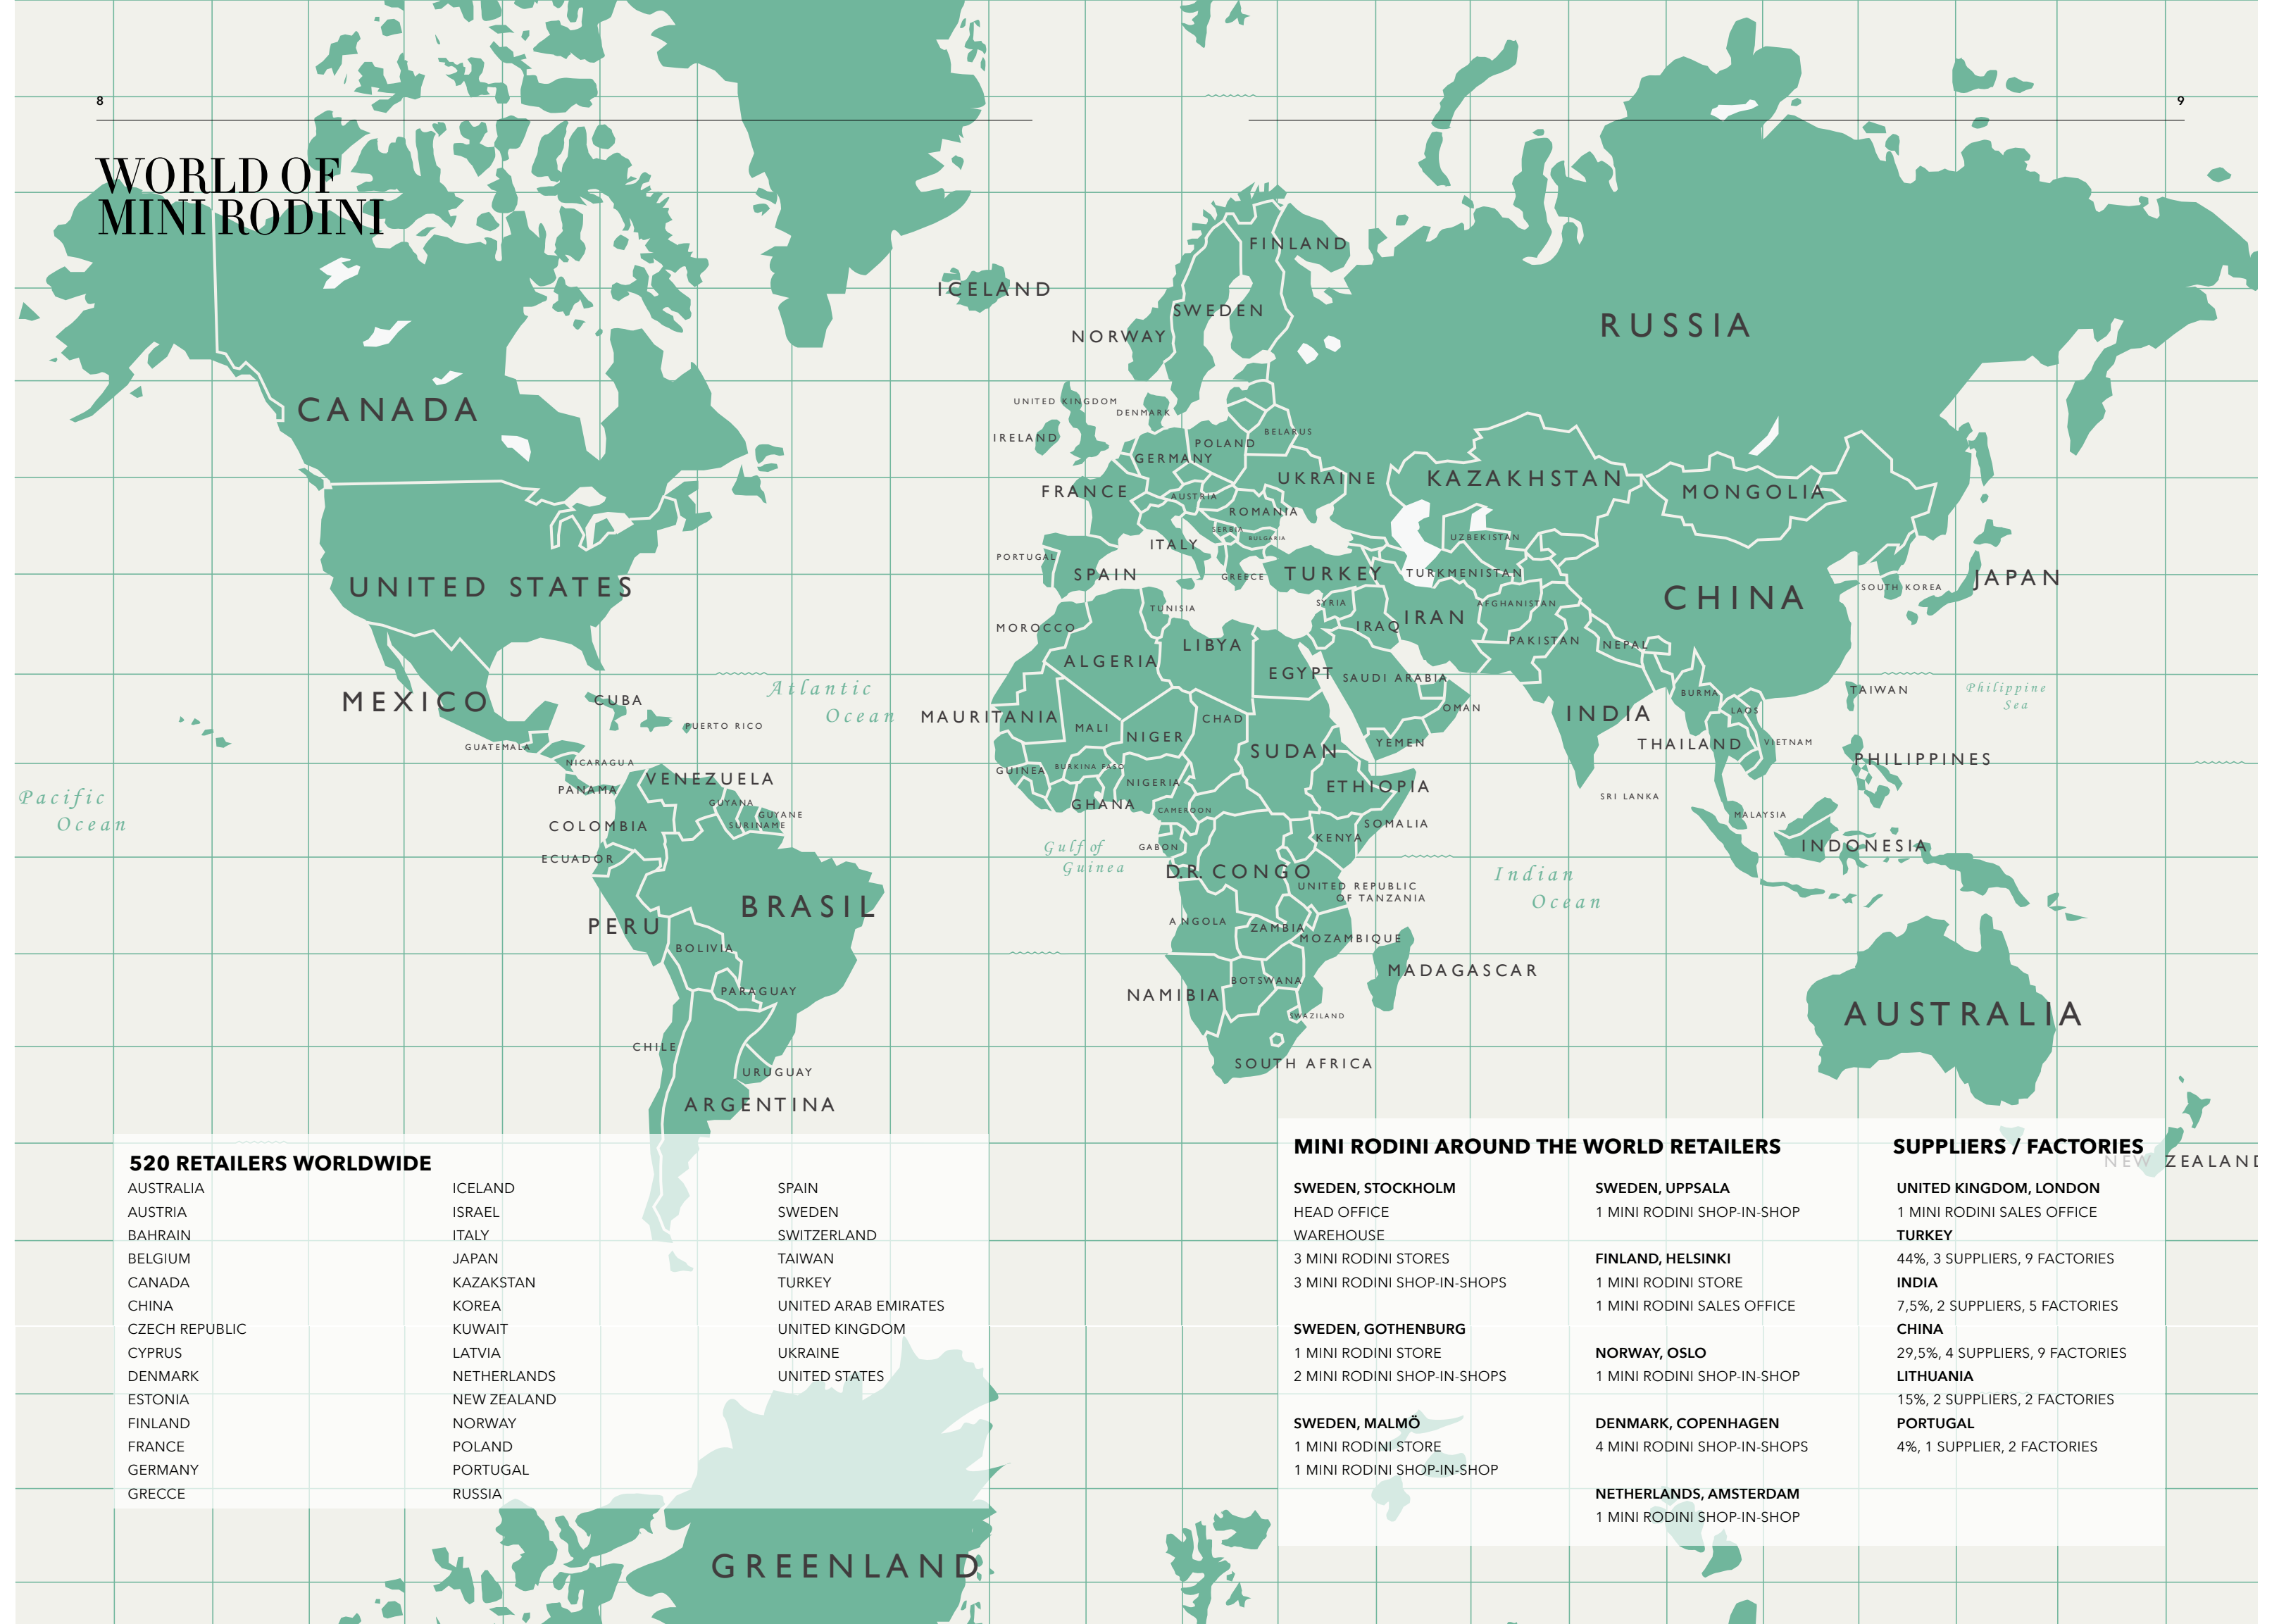 8
9
WORLD OF
MINI RODINI
ICELAND
FINLAND
SWEDEN
NORWAY
RUSSIA
CANADA
UNITED KINGDOM
DENMARK
IRELAND
BELARUS
POLAND
GERMANY
UKRAINE
KAZAKHSTAN
MONGOLIA
FRANCE
AUSTRIA
ROMANIA
SERBIA
BULGARIA
ITALY
UZBEKISTAN
PORTUGAL
SPAIN
GREECE
TURKEY
TURKMENISTAN
UNITED STATES
CHINA
SOUTH KOREA
JAPAN
TUNISIA
SYRIA
AFGHANISTAN
MOROCCO
IRAQ
IRAN
LIBYA
PAKISTAN
NEPAL
ALGERIA
EGYPT
SAUDI ARABIA
Atlantic
Ocean
Philippine
Sea
MEXICO
CUBA
PUERTO RICO
MAURITANIA
MALI
CHAD
OMAN
INDIA
BURMA
LAOS
TAIWAN
GUATEMALA
NIGER
SUDAN
YEMEN
THAILAND
VIETNAM
PHILIPPINES
NICARAGUA
VENEZUELA
GUINEA
BURKINA FASO
NIGERIA
ETHIOPIA
PANAMA
GUYANA
GUYANE
SURINAME
GHANA
CAMEROON
SRI LANKA
Pacific
Ocean
COLOMBIA
SOMALIA
MALAYSIA
ECUADOR
Gulf of
Guinea
GABON
KENYA
INDONESIA
D.R. CONGO
Indian
Ocean
UNITED REPUBLIC
OF TANZANIA
BRASIL
PERU
ANGOLA
ZAMBIA
MOZAMBIQUE
BOLIVIA
MADAGASCAR
BOTSWANA
PARAGUAY
NAMIBIA
SWAZILAND
AUSTRALIA
CHILE
SOUTH AFRICA
URUGUAY
ARGENTINA
NEW ZEALAND
520 RETAILERS WORLDWIDE
AUSTRALIA
AUSTRIA
BAHRAIN
BELGIUM
CANADA
CHINA
CZECH REPUBLIC
CYPRUS
DENMARK
ESTONIA
FINLAND
FRANCE
GERMANY
GRECCE
ICELAND
ISRAEL
ITALY
JAPAN
KAZAKSTAN
KOREA
KUWAIT
LATVIA
NETHERLANDS
NEW ZEALAND
NORWAY
POLAND
PORTUGAL
RUSSIA
SPAIN
SWEDEN
SWITZERLAND
TAIWAN
TURKEY
UNITED ARAB EMIRATES
UNITED KINGDOM
UKRAINE
UNITED STATES
MINI RODINI AROUND THE WORLD RETAILERS
SWEDEN, STOCKHOLM
HEAD OFFICE
WAREHOUSE
3 MINI RODINI STORES
3 MINI RODINI SHOP-IN-SHOPS
SWEDEN, GOTHENBURG
1 MINI RODINI STORE
2 MINI RODINI SHOP-IN-SHOPS
SWEDEN, MALMÖ
1 MINI RODINI STORE
1 MINI RODINI SHOP-IN-SHOP
SWEDEN, UPPSALA
1 MINI RODINI SHOP-IN-SHOP
FINLAND, HELSINKI
1 MINI RODINI STORE
1 MINI RODINI SALES OFFICE
NORWAY, OSLO
1 MINI RODINI SHOP-IN-SHOP
DENMARK, COPENHAGEN
4 MINI RODINI SHOP-IN-SHOPS
NETHERLANDS, AMSTERDAM
1 MINI RODINI SHOP-IN-SHOP
SUPPLIERS / FACTORIES
UNITED KINGDOM, LONDON
1 MINI RODINI SALES OFFICE
TURKEY
44%, 3 SUPPLIERS, 9 FACTORIES
INDIA
7,5%, 2 SUPPLIERS, 5 FACTORIES
CHINA
29,5%, 4 SUPPLIERS, 9 FACTORIES
LITHUANIA
15%, 2 SUPPLIERS, 2 FACTORIES
PORTUGAL
4%, 1 SUPPLIER, 2 FACTORIES
GREENLAND